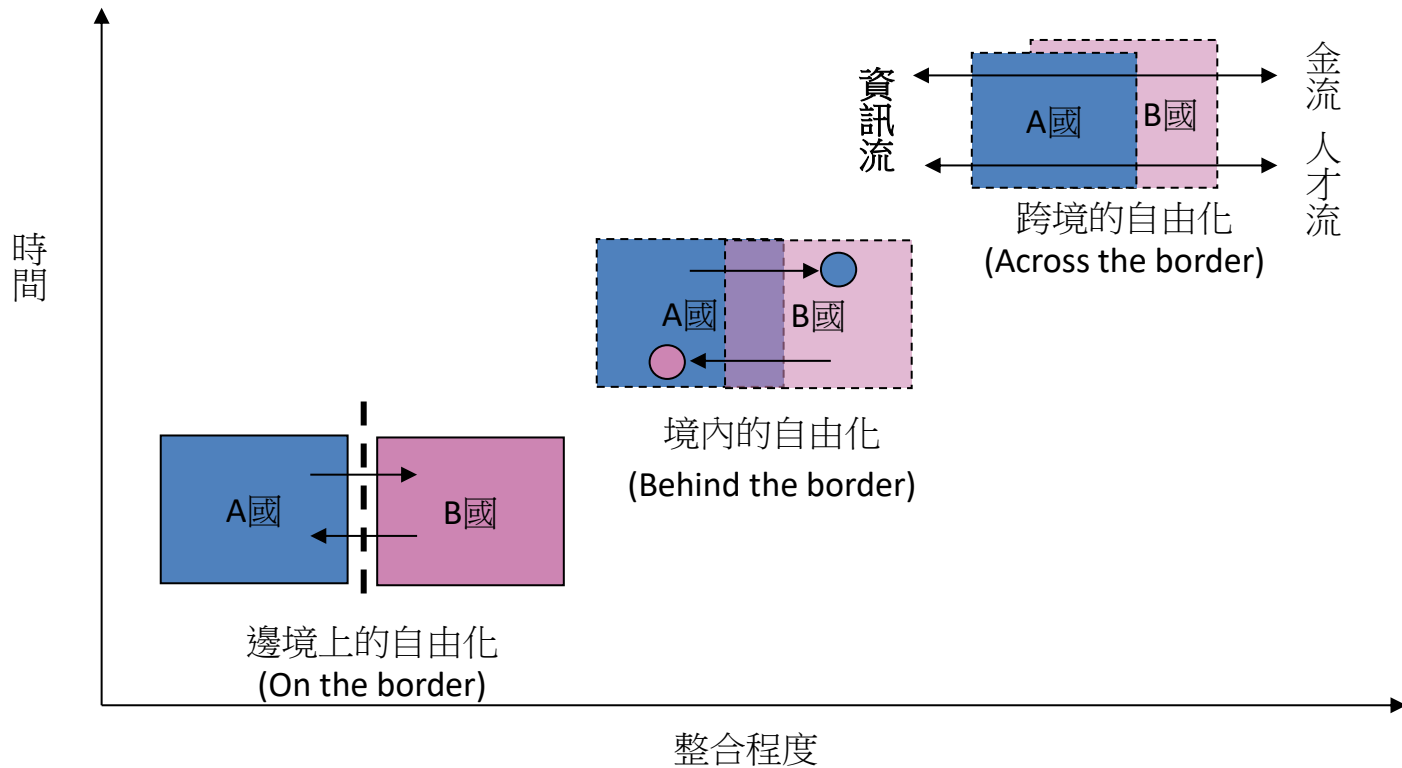 時間
資訊流
A國
B國
金流
人才流
跨境的自由化
(Across the border)
A國
B國
境內的自由化
(Behind the border)
A國
B國
邊境上的自由化
(On the border)
整合程度